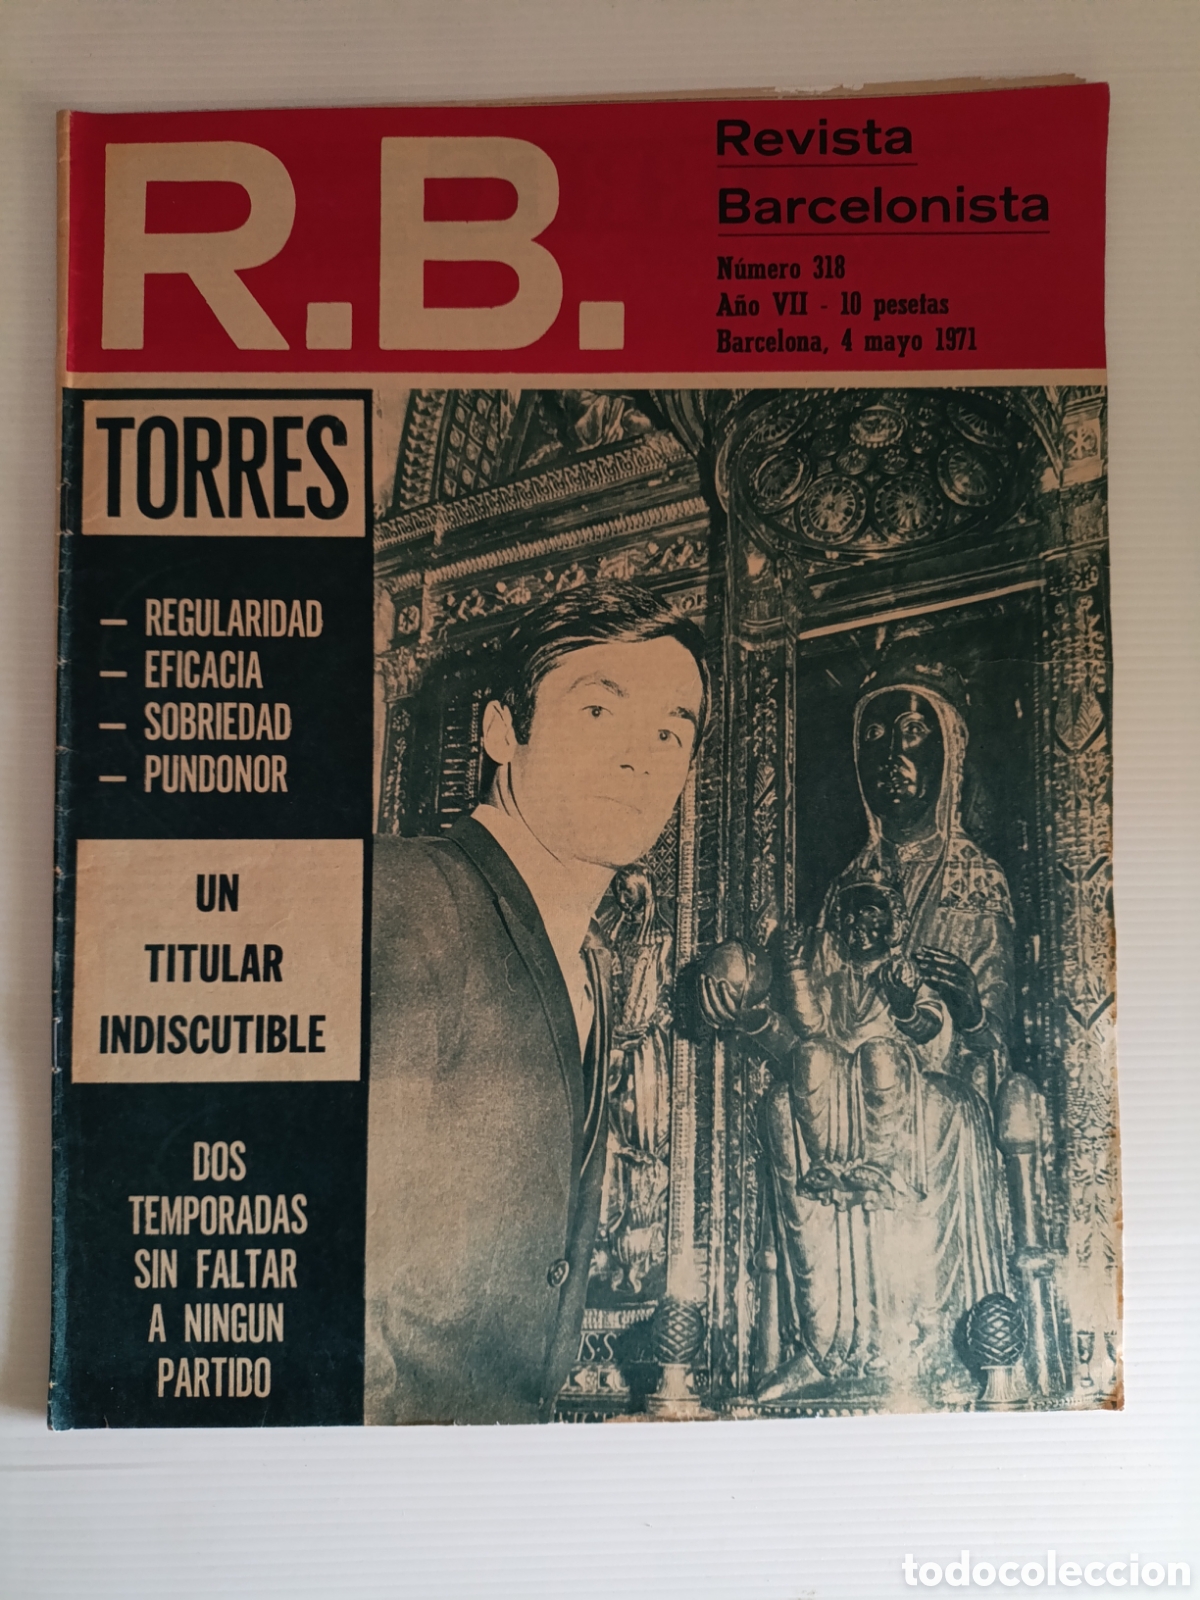 R.B.
Revista
Barcelonista
Número 318
Año VII - 10 pesetas
Barcelona, 4 mayo 1971
TORRES
— REGULARIDAD
— EFICACIA
— SOBRIEDAD
— PUNDONOR
UN
TITULAR
INDISCUTIBLE
DOS
TEMPORADAS
SIN FALTAR
A NINGUN
PARTIDO
todocoleccion